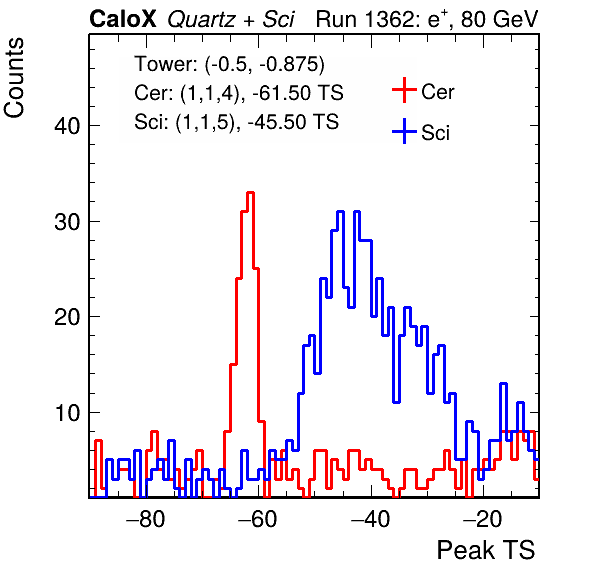 CaloX Quartz + Sci Run 1362: e+, 80 GeV
Counts
Tower: (-0.5, -0.875)
Cer: (1,1,4), -61.50 TS
Sci: (1,1,5), -45.50 TS
Cer
Sci
40
30
20
10
−80 −60 −40 −20
Peak TS